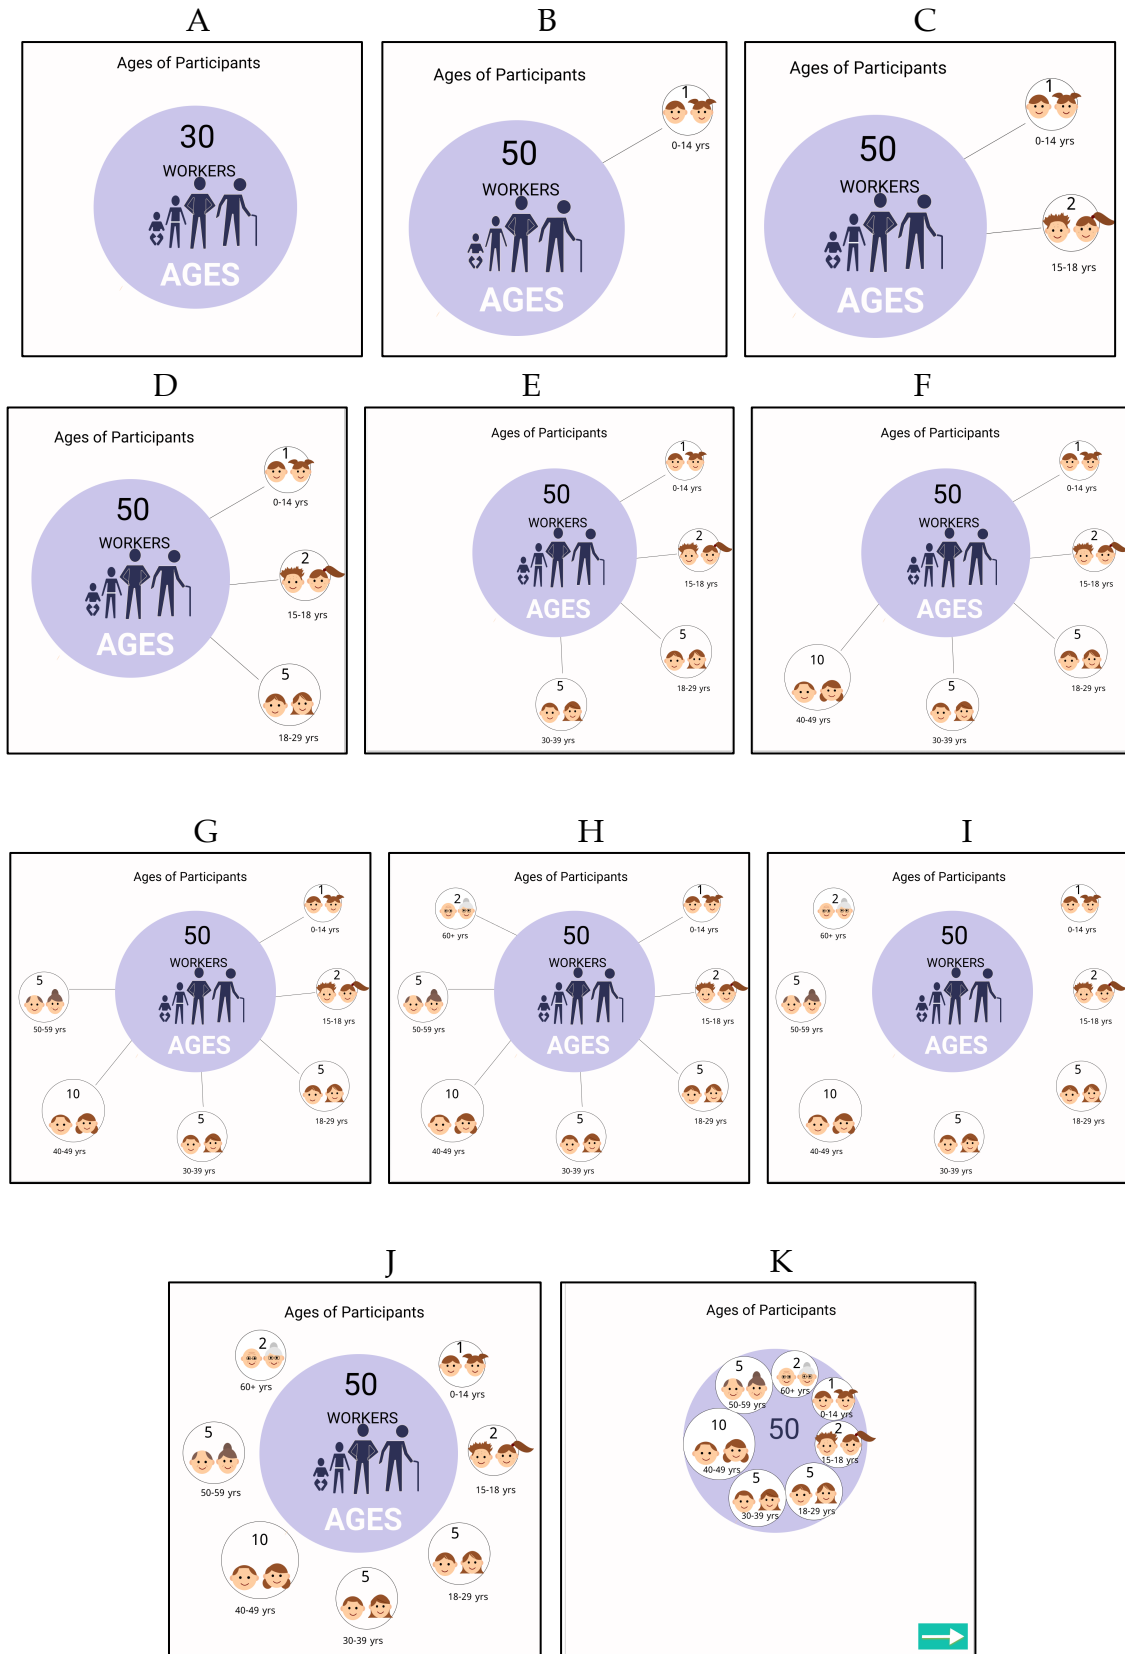 A
B
C
Ages of Participants
30
WORKERS
AGES
Ages of Participants
1
0-14 yrs
50
WORKERS
AGES
Ages of Participants
1
0-14 yrs
50
WORKERS
AGES
2
15-18 yrs
D
E
F
Ages of Participants
1
0-14 yrs
50
WORKERS
AGES
2
15-18 yrs
5
18-29 yrs
Ages of Participants
1
0-14 yrs
50
WORKERS
AGES
2
15-18 yrs
5
18-29 yrs
5
30-39 yrs
Ages of Participants
1
0-14 yrs
50
WORKERS
AGES
2
15-18 yrs
5
18-29 yrs
10
40-49 yrs
5
30-39 yrs
G
H
I
Ages of Participants
1
0-14 yrs
50
WORKERS
AGES
5
50-59 yrs
2
15-18 yrs
5
18-29 yrs
10
40-49 yrs
5
30-39 yrs
Ages of Participants
2
60+ yrs
1
0-14 yrs
50
WORKERS
AGES
5
50-59 yrs
2
15-18 yrs
5
18-29 yrs
10
40-49 yrs
5
30-39 yrs
Ages of Participants
2
60+ yrs
1
0-14 yrs
50
WORKERS
AGES
5
50-59 yrs
2
15-18 yrs
5
18-29 yrs
10
40-49 yrs
5
30-39 yrs
J
K
Ages of Participants
2
60+ yrs
1
0-14 yrs
50
WORKERS
AGES
5
50-59 yrs
2
15-18 yrs
5
18-29 yrs
10
40-49 yrs
5
30-39 yrs
Ages of Participants
5
50-59 yrs
2
60+ yrs
1
0-14 yrs
10
40-49 yrs
50
2
15-18 yrs
5
30-39 yrs
5
18-29 yrs